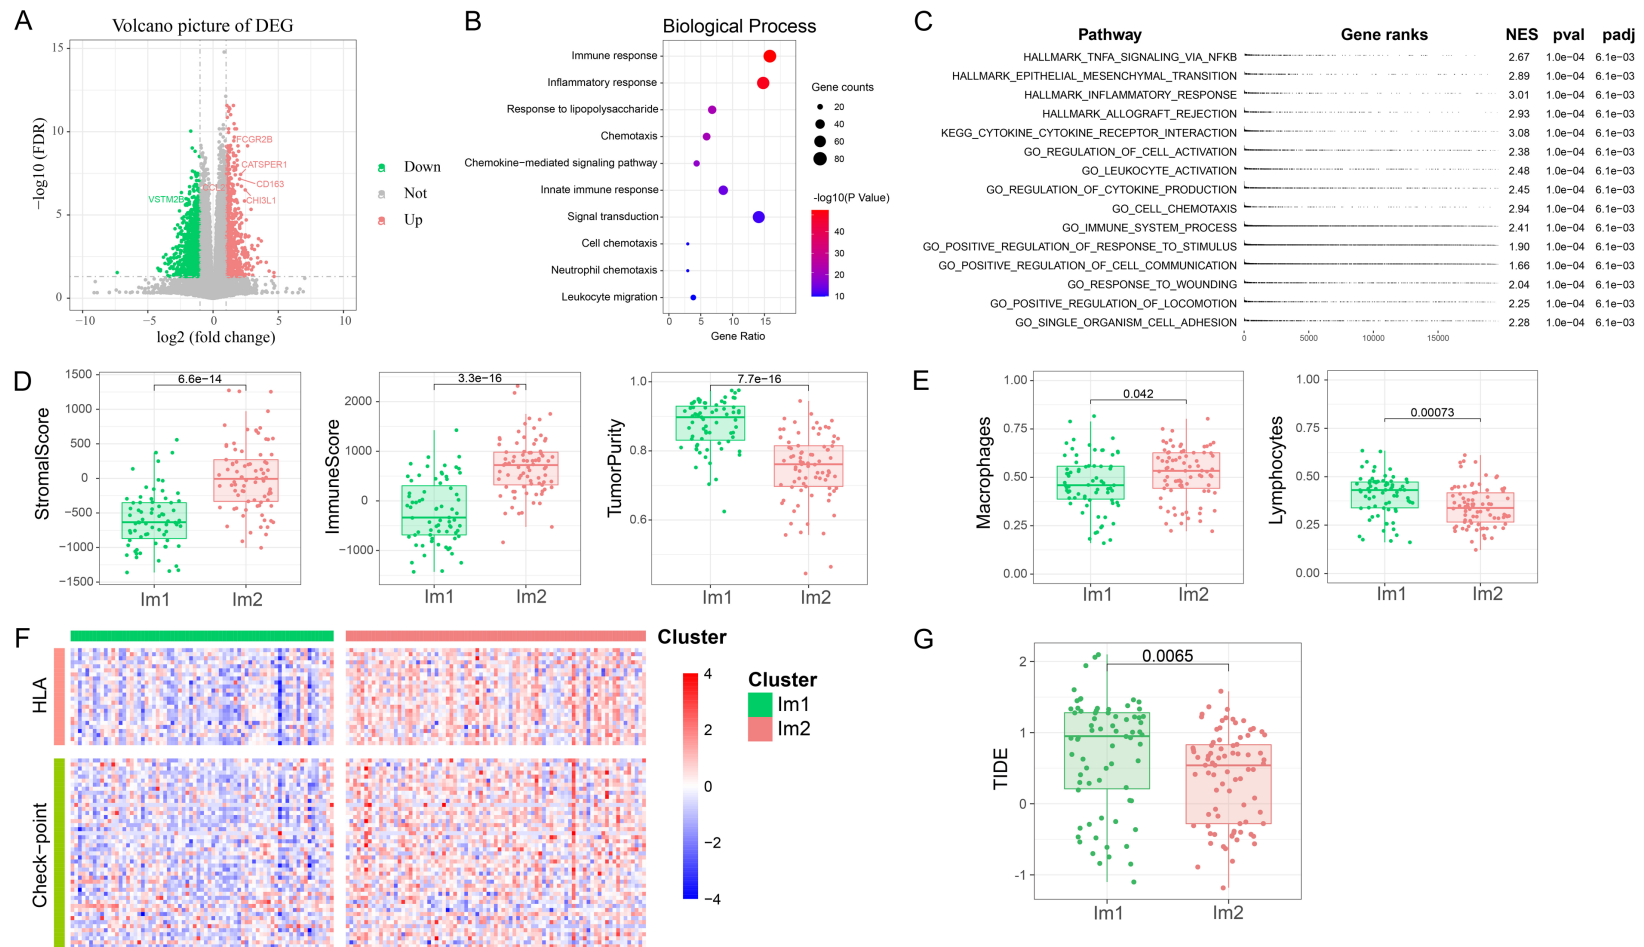 A
Volcano picture of DEG
−log10 (FDR)
15
10
5
0
−10
−5
0
5
10
log2 (fold change)
FCGR2B
CATSPER1
CD163
CHI3L1
Down
Not
Up
B
Biological Process
Immune response
Inflammatory response
Response to lipopolysaccharide
Chemotaxis
Chemokine−mediated signaling pathway
Innate immune response
Signal transduction
Cell chemotaxis
Neutrophil chemotaxis
Leukocyte migration
0
5
10
15
Gene Ratio
Gene counts
20
40
60
80
-log10(P Value)
40
30
20
10
C
Pathway Gene ranks NES pval padj
HALLMARK_TNFA_SIGNALING_VIA_NFKB 2.67 1.0e−04 6.1e−03
HALLMARK_EPITHELIAL_MESENCHYMAL_TRANSITION 2.89 1.0e−04 6.1e−03
HALLMARK_INFLAMMATORY_RESPONSE 3.01 1.0e−04 6.1e−03
HALLMARK_ALLOGRAFT_REJECTION 2.93 1.0e−04 6.1e−03
KEGG_CYTOKINE_CYTOKINE_RECEPTOR_INTERACTION 3.08 1.0e−04 6.1e−03
GO_REGULATION_OF_CELL_ACTIVATION 2.38 1.0e−04 6.1e−03
GO_LEUKOCYTE_ACTIVATION 2.48 1.0e−04 6.1e−03
GO_REGULATION_OF_CYTOKINE_PRODUCTION 2.45 1.0e−04 6.1e−03
GO_CELL_CHEMOTAXIS 2.94 1.0e−04 6.1e−03
GO_IMMUNE_SYSTEM_PROCESS 2.41 1.0e−04 6.1e−03
GO_POSITIVE_REGULATION_OF_RESPONSE_TO_STIMULUS 1.90 1.0e−04 6.1e−03
GO_POSITIVE_REGULATION_OF_CELL_COMMUNICATION 1.66 1.0e−04 6.1e−03
GO_RESPONSE_TO_WOUNDING 2.04 1.0e−04 6.1e−03
GO_POSITIVE_REGULATION_OF_LOCOMOTION 2.25 1.0e−04 6.1e−03
GO_SINGLE_ORGANISM_CELL_ADHESION 2.28 1.0e−04 6.1e−03
0 5000 10000 15000
D
StromalScore
1500
1000
500
0
−500
−1000
−1500
6.6e−14
Im1 Im2
ImmuneScore
2000
1000
0
−1000
3.3e−16
Im1 Im2
TumorPurity
1.0
0.8
0.6
7.7e−16
Im1 Im2
E
Macrophages
1.00
0.75
0.50
0.25
0.00
0.042
Im1 Im2
Lymphocytes
1.00
0.75
0.50
0.25
0.00
0.00073
Im1 Im2
F
HLA
Check−point
Cluster
4
2
0
−2
−4
Cluster
Im1
Im2
G
TIDE
2
1
0
-1
0.0065
Im1 Im2